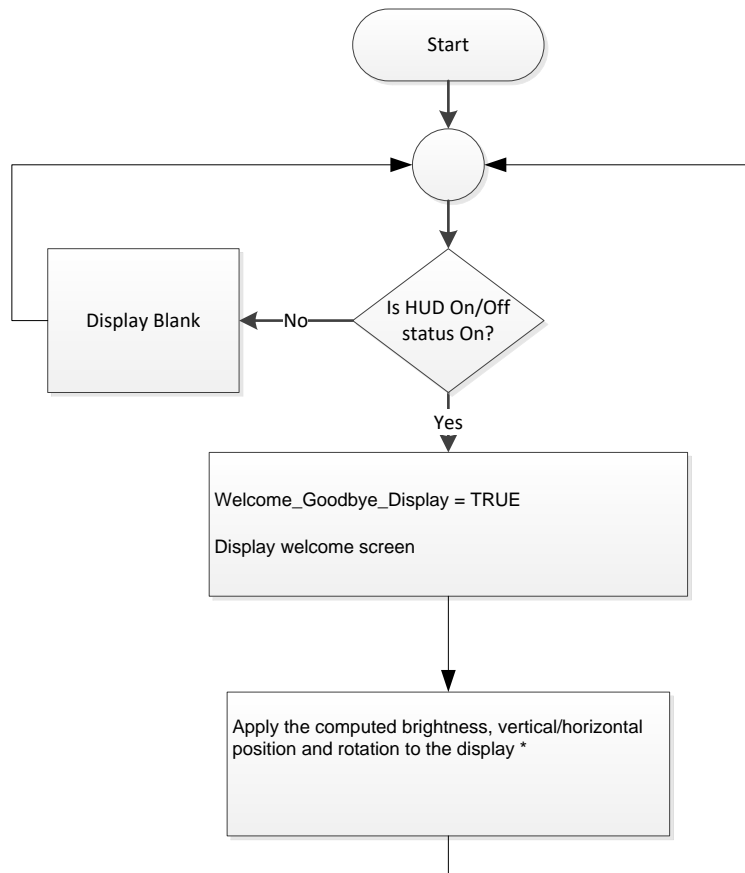 Start
Is HUD On/Off
status On?
No
Display Blank
Yes
Welcome_Goodbye_Display = TRUE
Display welcome screen
Apply the computed brightness, vertical/horizontal
position and rotation to the display *